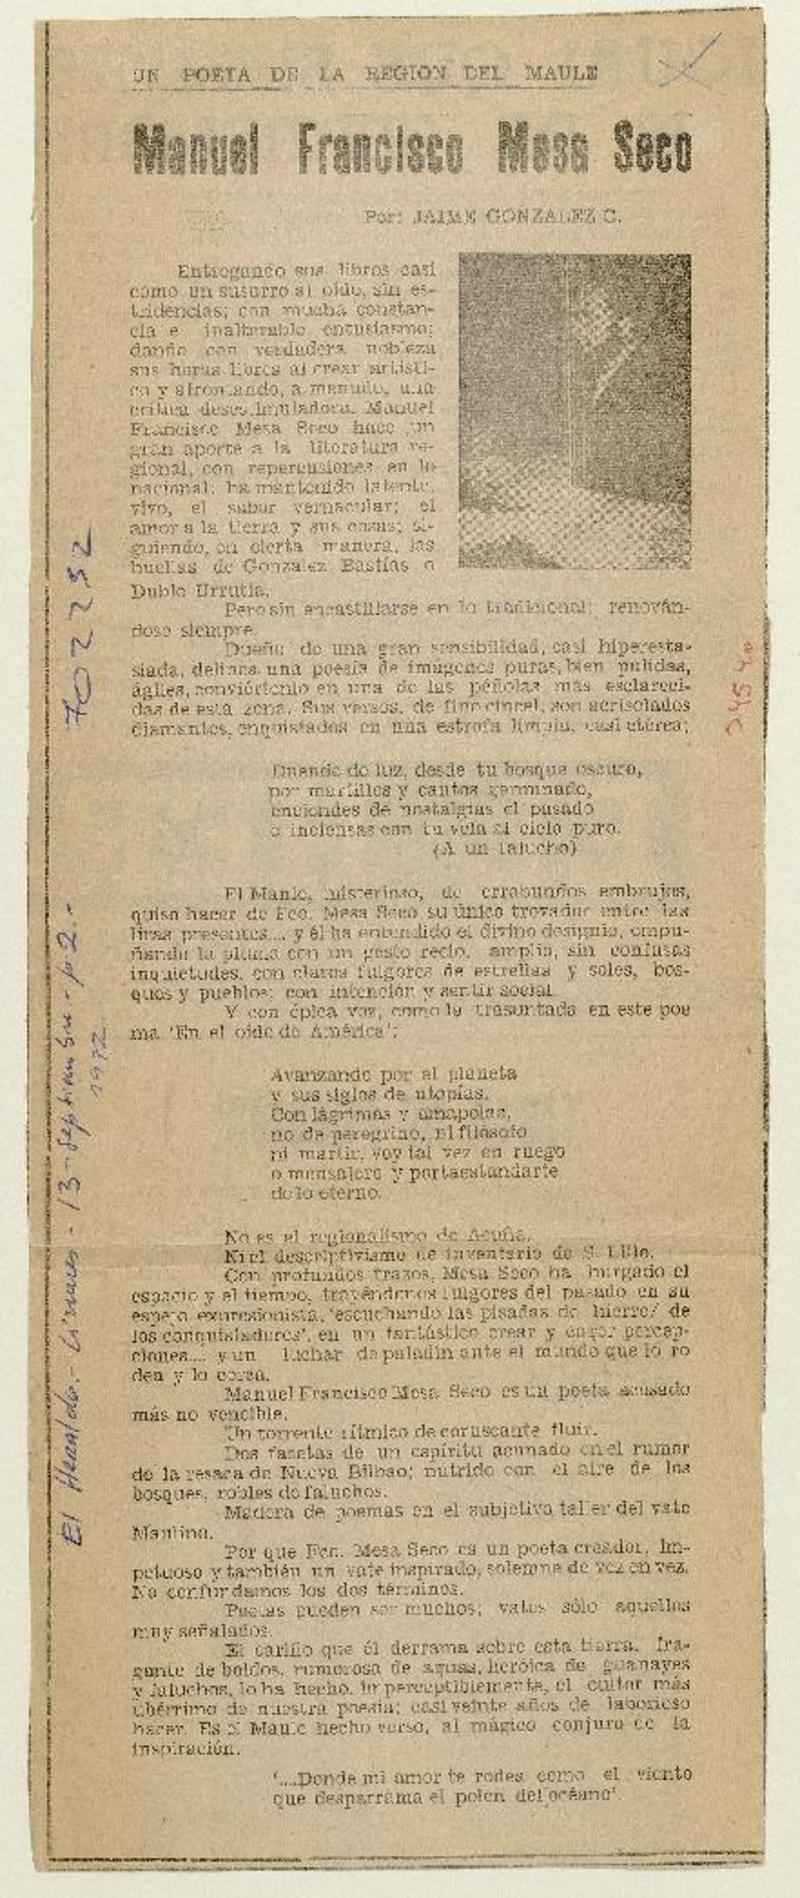 UN POETA DE LA REGION DEL MAULE
Manuel Francisco Mesa Seco
Por: JAIME GONZALEZ C.
Entregando sus libros casi
como un susurro al oído, sin es-
tridencias; con mucha constan-
cia e inalterable entusiasmo;
dando con verdadera nobleza
sus horas libres al crear artísti-
co y afrontando, a menudo, una
crítica desestimuladora. Manuel
Francisco Mesa Seco hace un
gran aporte a la literatura re-
gional, con repercusiones en lo
nacional; ha mantenido latente,
vivo, el sabor vernacular; el
amor a la tierra y sus cosas; si-
guiendo, en cierta manera, las
huellas de González Bastías o
Dublé Urrutia.
Pero sin encastillarse en lo tradicional; renován-
dose siempre.
Dueño de una gran sensibilidad, casi hiperesta-
siada, delinea una poesía de imágenes puras, bien pulidas,
ágiles, conviértenlo en una de las péñolas más esclareci-
das de esta zona. Sus versos, de fino cincel, son acrisolados
diamantes, enquistados en una estrofa limpia, casi etérea;
Duende de luz, desde tu bosque oscuro,
por martillos y cantos germinado,
enciendes de nostalgias el pasado
o inciensas con tu vela al cielo puro.
(A un falucho)
El Maule, misterioso, de errabundos embrujos,
quiso hacer de Fco. Mesa Seco su único trovador entre las
liras presentes.... y él ha entendido el divino designio, empu-
ñando la pluma con un gesto recto, amplio, sin confusas
inquietudes, con claros fulgores de estrellas y soles, bos-
ques y pueblos; con intención y sentir social
Y con épica voz, como la trasuntada en este poe
ma 'En el oído de América';
Avanzando por el planeta
y sus siglos de utopías.
Con lágrimas y amapolas,
no de peregrino, ni filósofo
ni martir, voy tal vez en ruego
o mensajero y portaestandarte
de lo eterno.
No es el regionalismo de Acuña.
Ni el descriptivismo de inventario de S. Lillo.
Con profundos trazos, Mesa Seco ha hurgado el
espacio y el tiempo, trayéndonos fulgores del pasado en su
espejo expresionista, 'escuchando las pisadas de hierro/ de
los conquistadores', en un fantástico crear y coger percep-
ciones.... y un luchar de paladín ante el mundo que lo ro
dea y lo cerca.
Manuel Francisco Mesa Seco es un poeta acusado
más no vencible.
Un torrente rítmico de coruscante fluir.
Dos facetas de un espíritu acunado en el rumor
de la resaca de Nueva Bilbao; nutrido con el aire de los
bosques, robles de faluchos.
Madera de poemas en el subjetivo taller del vate
Maulino.
Por que Fco. Mesa Seco es un poeta creador, ím-
petuoso y también un vate inspirado, solemne de vez en vez.
No confundamos los dos términos.
Poetas pueden ser muchos; vates sólo aquellos
muy señalados.
El cariño que él derrama sobre esta tierra, fra-
gante de boldos, rumorosa de aguas, heróica de guanayes
y faluchos, lo ha hecho, imperceptiblemente, el cultor más
ubérrimo de nuestra poesía; casi veinte años de laborioso
hacer. Es el Maule hecho verso, al mágico conjuro de la
inspiración.
'....Donde mi amor te rodea como el viento
que desparrama el polen del océano'.
El Heraldo.- Linares - 13 - Septiembre - p 2.-
1972
702232